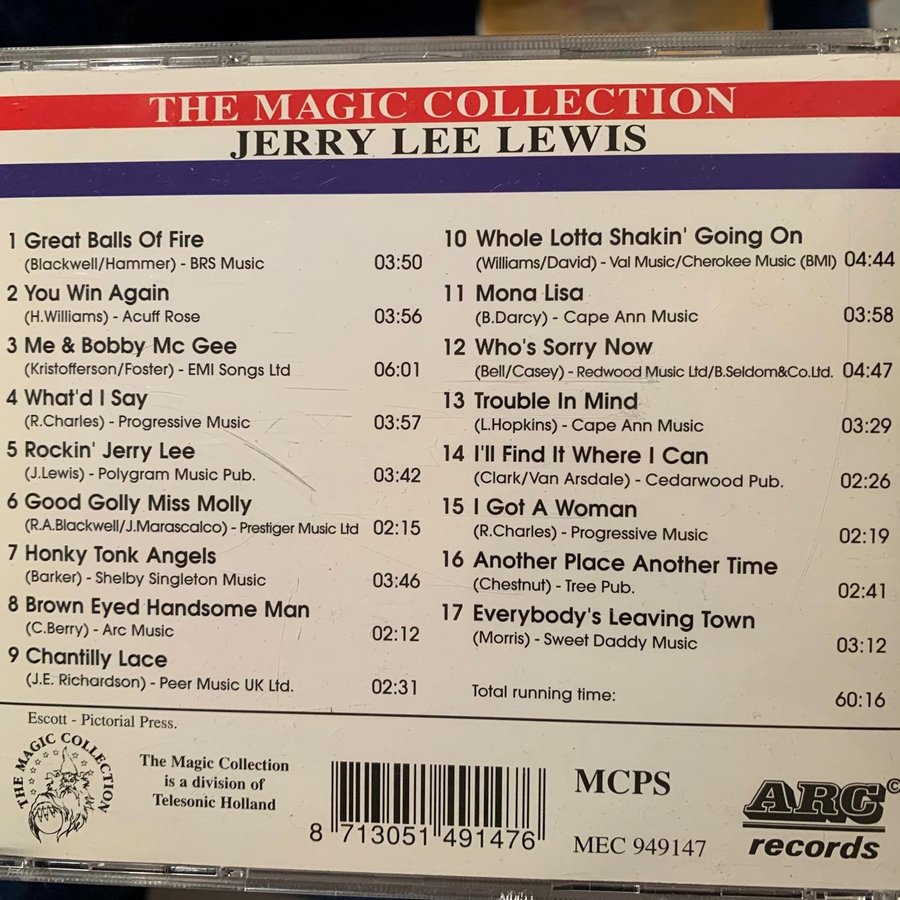 THE MAGIC COLLECTION
JERRY LEE LEWIS
1 Great Balls Of Fire
(Blackwell/Hammer) - BRS Music 03:50
2 You Win Again
(H.Williams) - Acuff Rose 03:56
3 Me & Bobby Mc Gee
(Kristofferson/Foster) - EMI Songs Ltd 06:01
4 What'd I Say
(R.Charles) - Progressive Music 03:57
5 Rockin' Jerry Lee
(J.Lewis) - Polygram Music Pub. 03:42
6 Good Golly Miss Molly
(R.A.Blackwell/J.Marascalco) - Prestiger Music Ltd 02:15
7 Honky Tonk Angels
(Barker) - Shelby Singleton Music 03:46
8 Brown Eyed Handsome Man
(C.Berry) - Arc Music 02:12
9 Chantilly Lace
(J.E. Richardson) - Peer Music UK Ltd. 02:31
10 Whole Lotta Shakin' Going On
(Williams/David) - Val Music/Cherokee Music (BMI) 04:44
11 Mona Lisa
(B.Darcy) - Cape Ann Music 03:58
12 Who's Sorry Now
(Bell/Casey) - Redwood Music Ltd/B.Seldom&Co.Ltd. 04:47
13 Trouble In Mind
(L.Hopkins) - Cape Ann Music 03:29
14 I'll Find It Where I Can
(Clark/Van Arsdale) - Cedarwood Pub. 02:26
15 I Got A Woman
(R.Charles) - Progressive Music 02:19
16 Another Place Another Time
(Chestnut) - Tree Pub. 02:41
17 Everybody's Leaving Town
(Morris) - Sweet Daddy Music 03:12
Total running time: 60:16
Escott - Pictorial Press.
THE MAGIC COLLECTION
The Magic Collection
is a division of
Telesonic Holland
8 713051 491476
MCPS
MEC 949147
ARC©
records